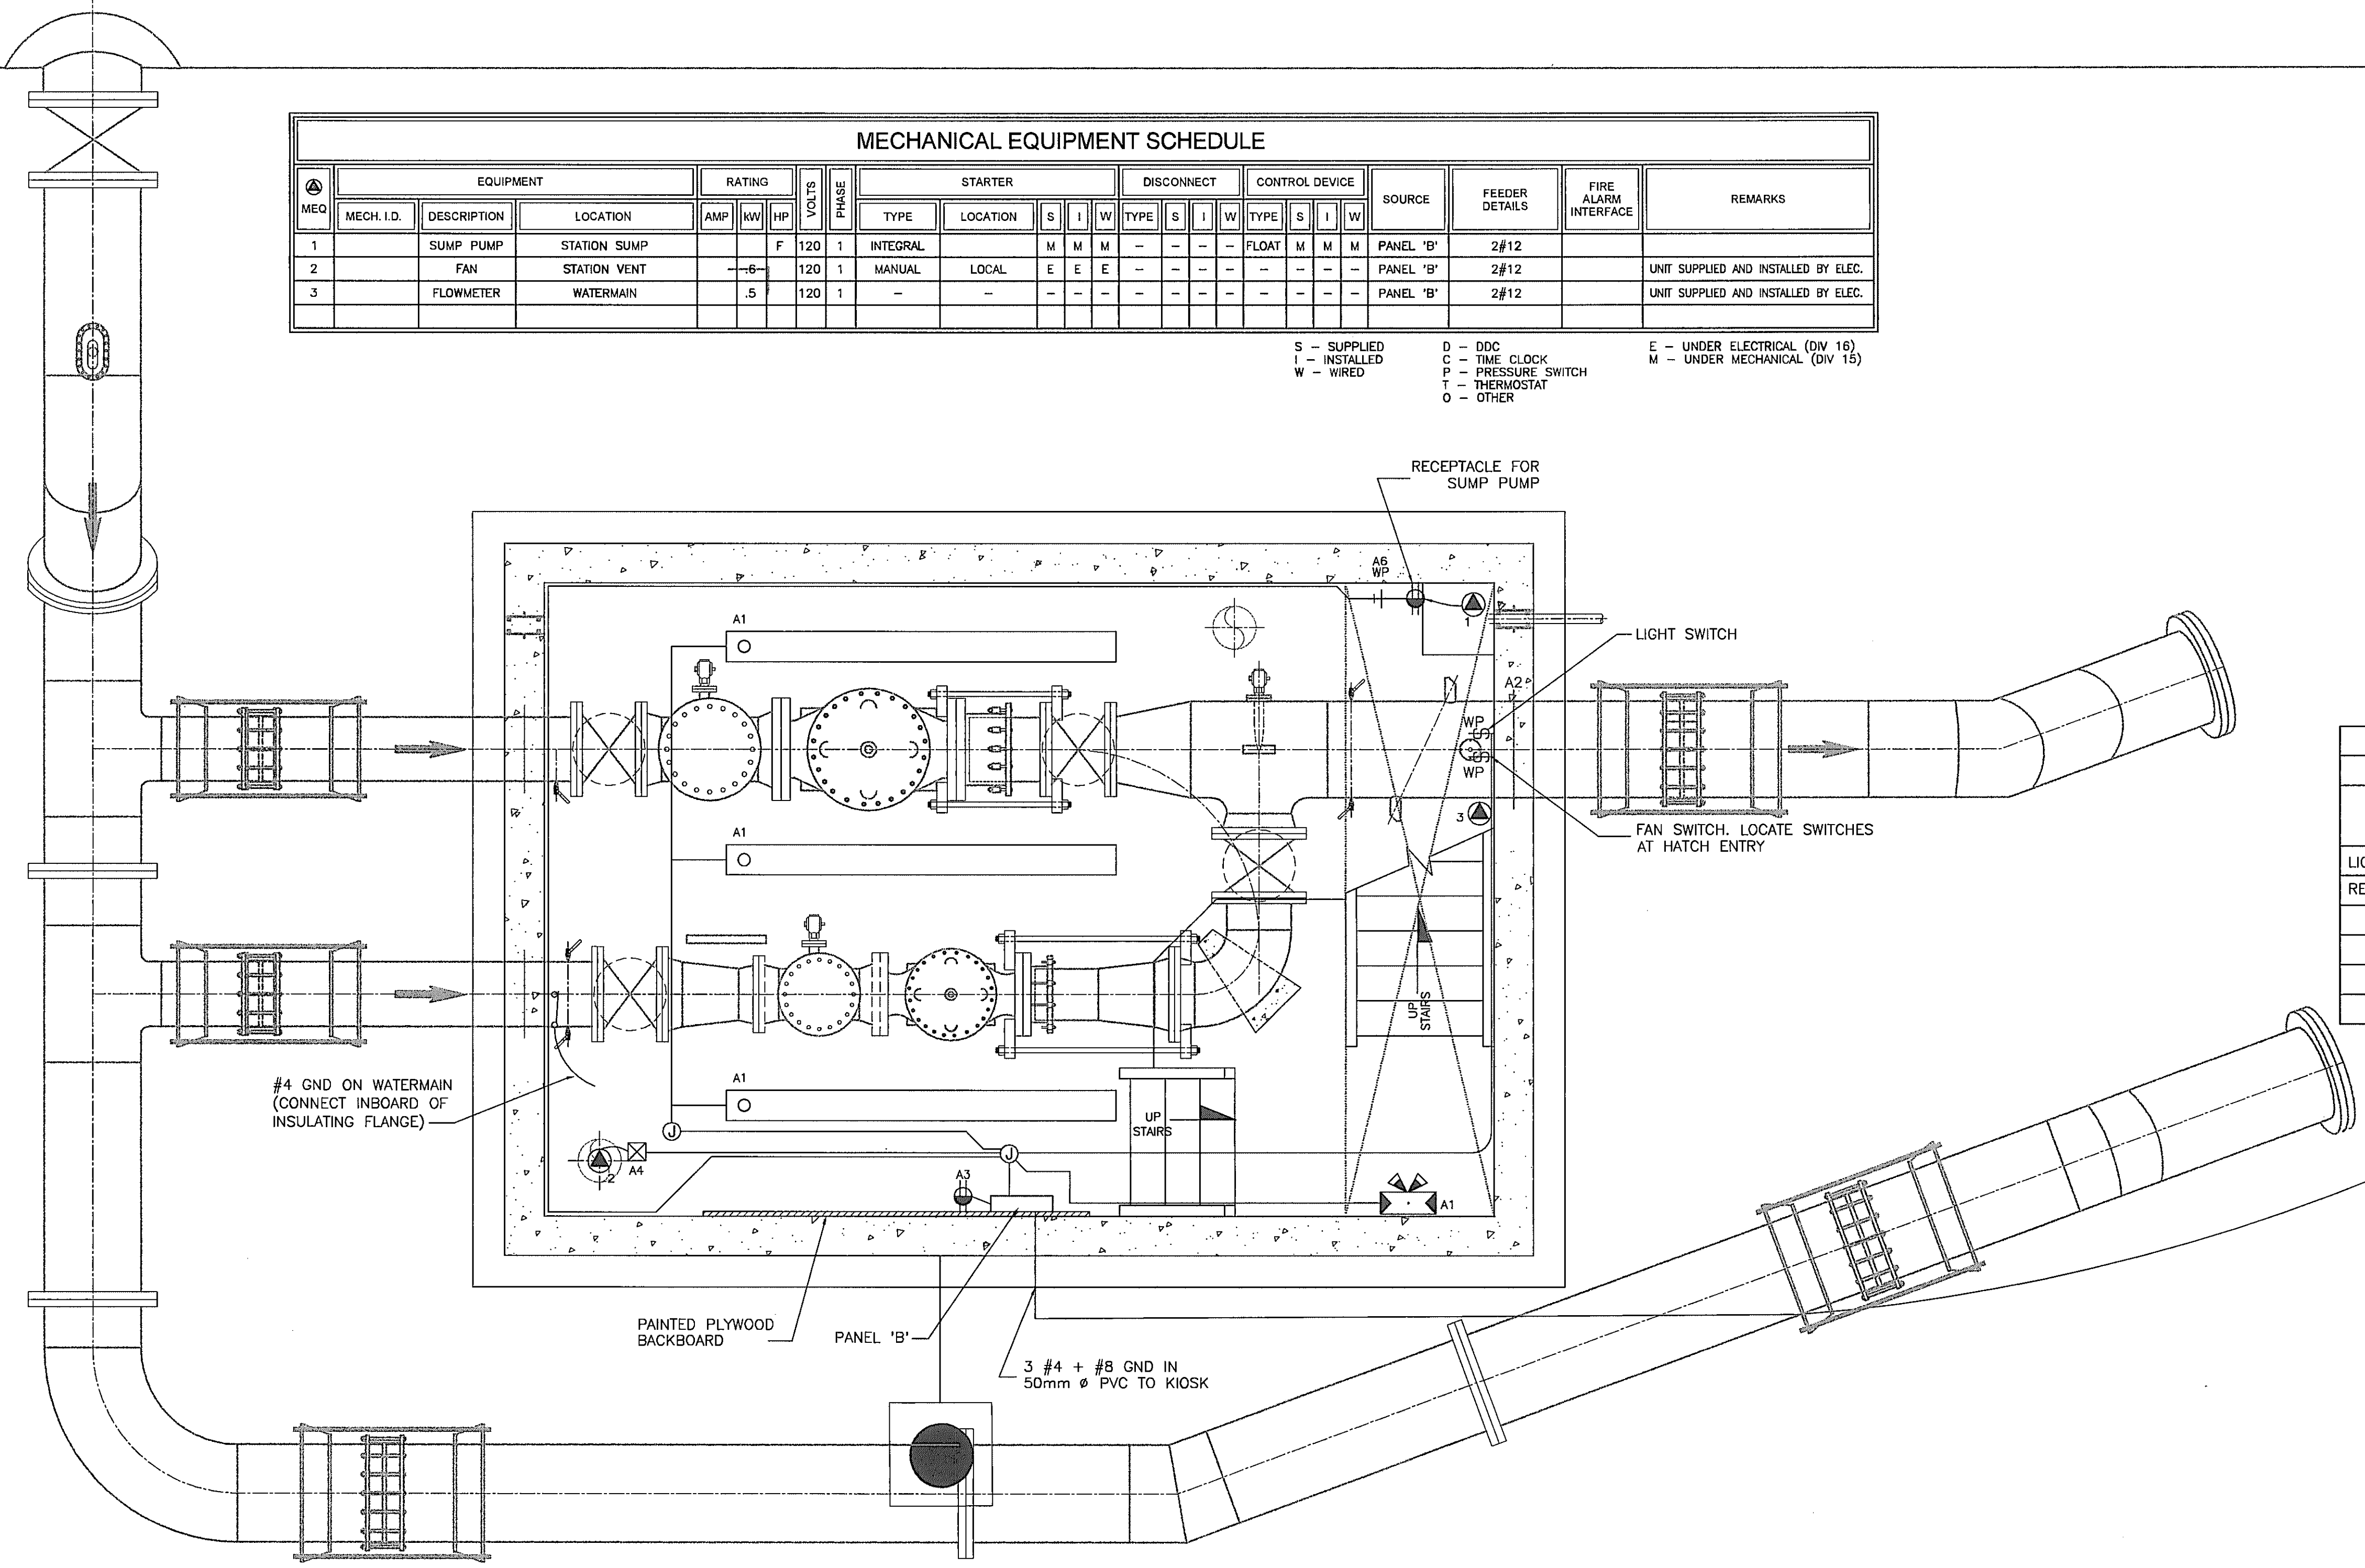 MECHANICAL EQUIPMENT SCHEDULE
MEQ EQUIPMENT RATING VOLTS PHASE STARTER DISCONNECT CONTROL DEVICE SOURCE FEEDER DETAILS FIRE ALARM INTERFACE REMARKS
MECH. I.D. DESCRIPTION LOCATION AMP kW HP TYPE LOCATION S I W TYPE S I W TYPE S I W
1 SUMP PUMP STATION SUMP F 120 1 INTEGRAL M M M – – – – FLOAT M M M PANEL 'B' 2#12
2 FAN STATION VENT .6 120 1 MANUAL LOCAL E E E – – – – – – – – PANEL 'B' 2#12 UNIT SUPPLIED AND INSTALLED BY ELEC.
3 FLOWMETER WATERMAIN .5 120 1 – – – – – – – – – – – – – PANEL 'B' 2#12 UNIT SUPPLIED AND INSTALLED BY ELEC.
S – SUPPLIED
I – INSTALLED
W – WIRED
D – DDC
C – TIME CLOCK
P – PRESSURE SWITCH
T – THERMOSTAT
O – OTHER
E – UNDER ELECTRICAL (DIV 16)
M – UNDER MECHANICAL (DIV 15)
RECEPTACLE FOR
SUMP PUMP
A6
WP
1
A1
LIGHT SWITCH
A2
WP
S
S
WP
3
FAN SWITCH. LOCATE SWITCHES
AT HATCH ENTRY
A1
LIG
RE
UP
STAIRS
#4 GND ON WATERMAIN
(CONNECT INBOARD OF
INSULATING FLANGE)
A1
UP
STAIRS
J
J
2
A4
A3
A1
PAINTED PLYWOOD
BACKBOARD
PANEL 'B'
3 #4 + #8 GND IN
50mm ø PVC TO KIOSK